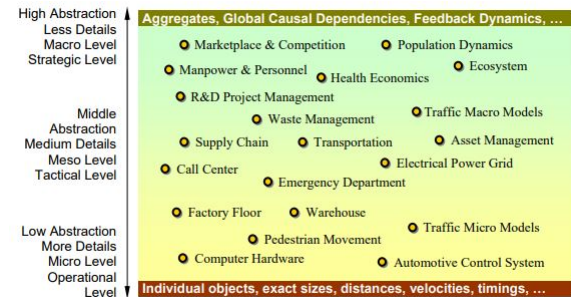 High Abstraction
Less Details
Macro Level
Strategic Level
Middle
Abstraction
Medium Details
Meso Level
Tactical Level
Low Abstraction
More Details
Micro Level
Operational
Level
Aggregates, Global Causal Dependencies, Feedback Dynamics, …
Marketplace & Competition
Population Dynamics
Manpower & Personnel
Health Economics
Ecosystem
R&D Project Management
Waste Management
Traffic Macro Models
Supply Chain
Transportation
Asset Management
Call Center
Electrical Power Grid
Emergency Department
Factory Floor
Warehouse
Traffic Micro Models
Pedestrian Movement
Computer Hardware
Automotive Control System
Individual objects, exact sizes, distances, velocities, timings, …